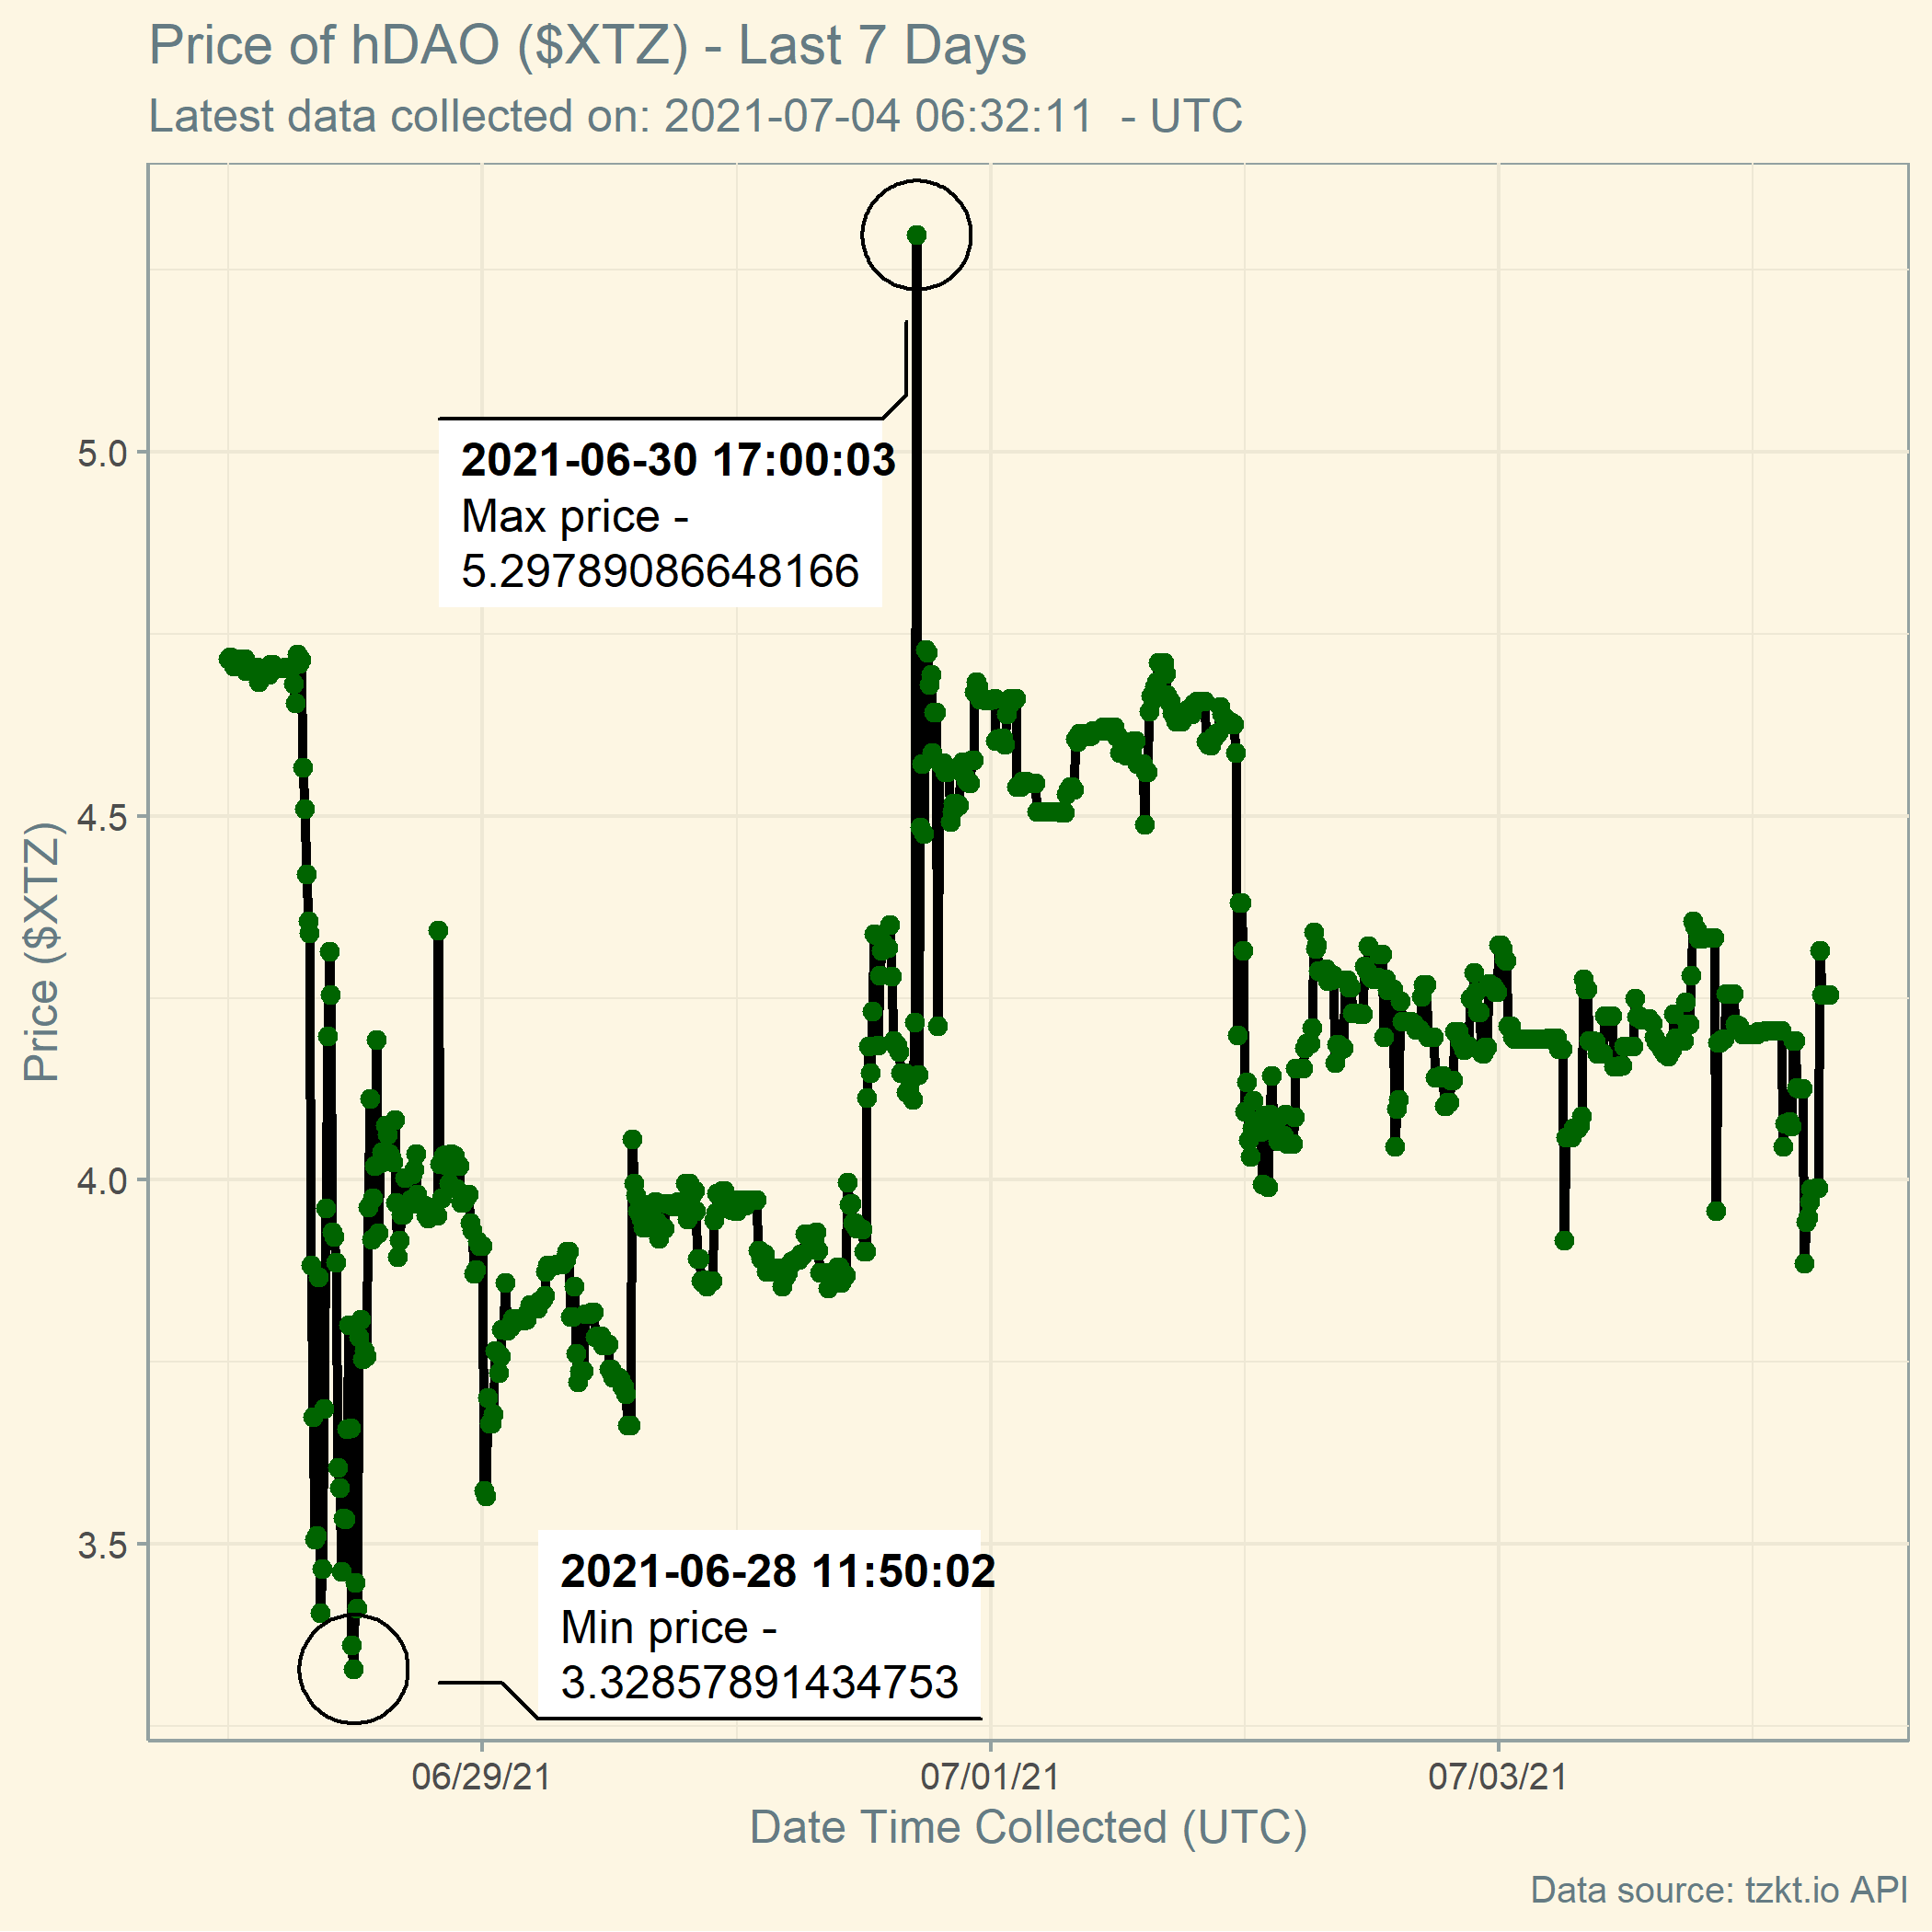 Price of hDAO ($XTZ) - Last 7 Days
Latest data collected on: 2021-07-04 06:32:11  - UTC
Price ($XTZ)
5.0
4.5
4.0
3.5
2021-06-30 17:00:03
Max price -
5.29789086648166
2021-06-28 11:50:02
Min price -
3.32857891434753
06/29/21
07/01/21
07/03/21
Date Time Collected (UTC)
Data source: tzkt.io API